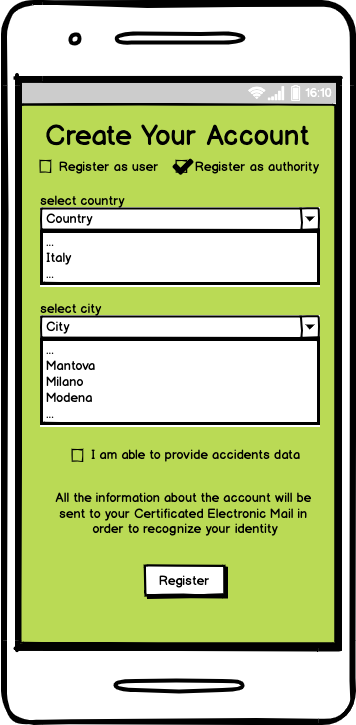 16:10
Create Your Account
Register as user Register as authority
select country
Country
...
Italy
...
select city
City
...
Mantova
Milano
Modena
...
I am able to provide accidents data
All the information about the account will be
sent to your Certificated Electronic Mail in
order to recognize your identity
Register